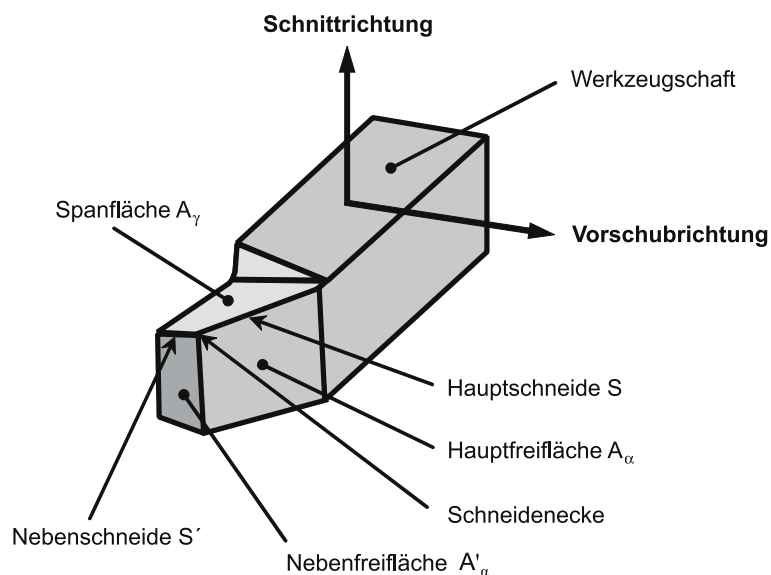 Schnittrichtung
Werkzeugschaft
Spanfläche Aγ
Vorschubrichtung
Hauptschneide S
Hauptfreifläche Aα
Schneidenecke
Nebenschneide S´
Nebenfreifläche A'α